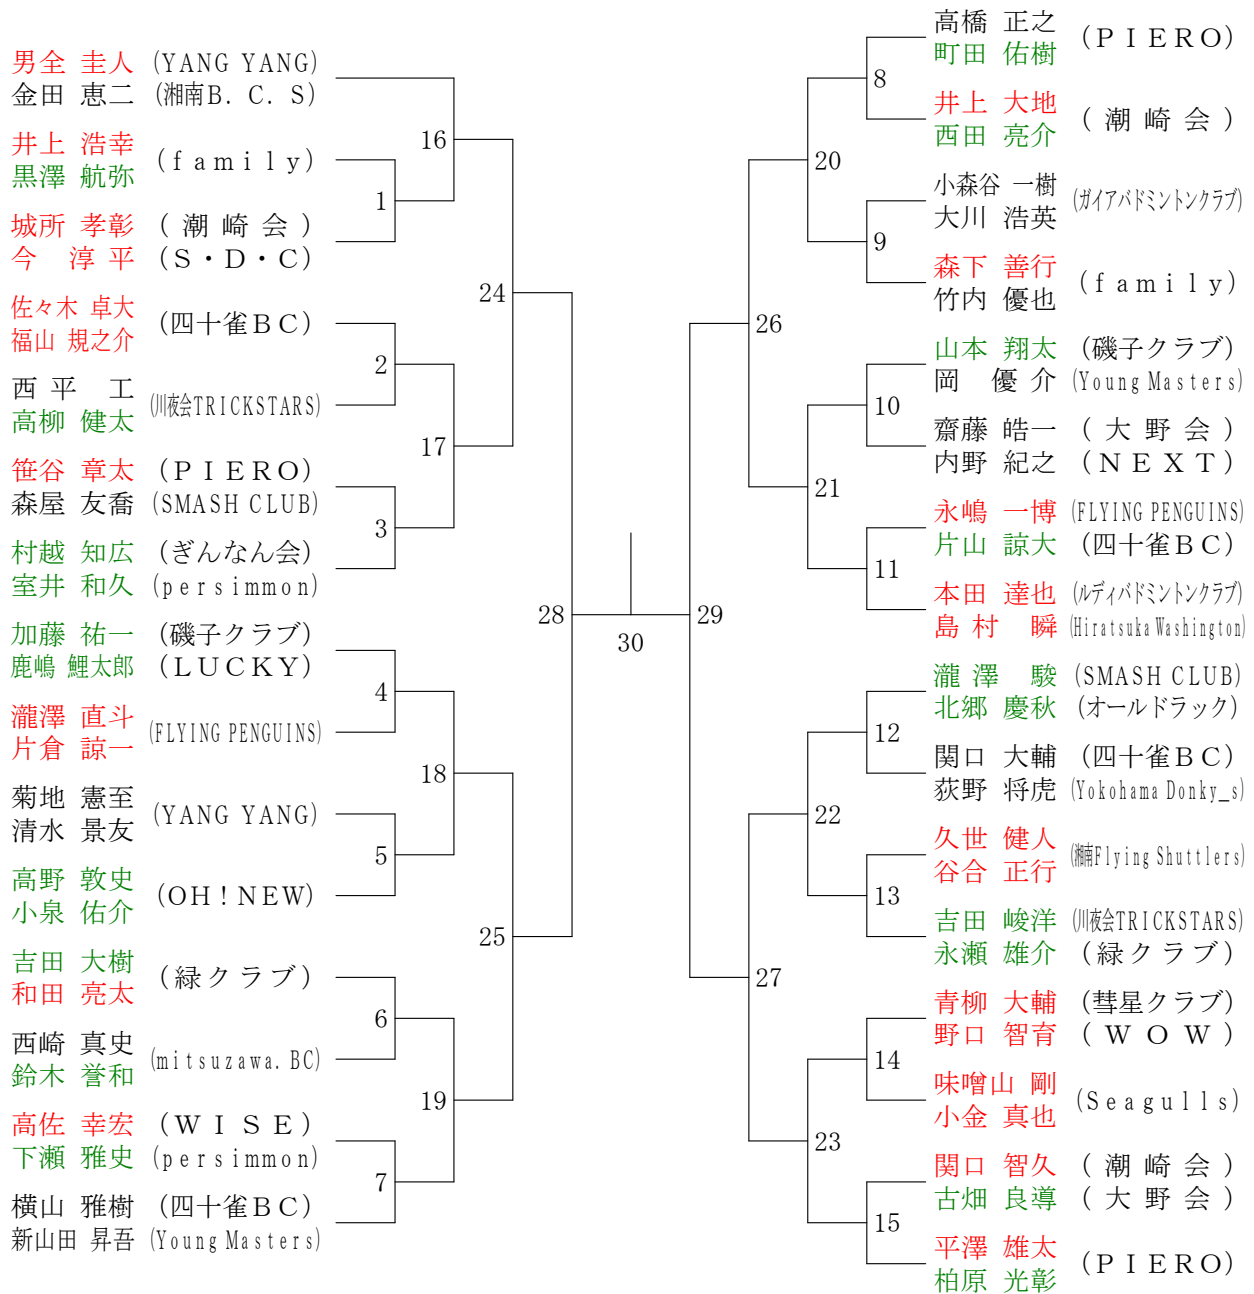 男全 圭人 (YANG YANG)
金田 恵二 (湘南B. C. S)
井上 浩幸
黒澤 航弥
(family)
城所 孝彰 (潮崎会)
今 淳平 (S・D・C)
佐々木 卓大
福山 規之介
(四十雀BC)
西平 工
高柳 健太
(川夜会TRICKSTARS)
笹谷 章太 (PIERO)
森屋 友喬 (SMASH CLUB)
村越 知広 (ぎんなん会)
室井 和久 (persimmon)
加藤 祐一 (磯子クラブ)
鹿嶋 鯉太郎 (LUCKY)
瀧澤 直斗
片倉 諒一
(FLYING PENGUINS)
菊地 憲至
清水 景友
(YANG YANG)
高野 敦史
小泉 佑介
(OH!NEW)
吉田 大樹
和田 亮太
(緑クラブ)
西崎 真史
鈴木 誉和
(mitsuzawa. BC)
高佐 幸宏 (WISE)
下瀬 雅史 (persimmon)
横山 雅樹 (四十雀BC)
新山田 昇吾 (Young Masters)
16
1
24
2
17
3
28
4
18
5
25
6
19
7
30
29
8
20
9
26
10
21
11
12
22
13
27
14
23
15
高橋 正之
町田 佑樹
(PIERO)
井上 大地
西田 亮介
(潮崎会)
小森谷 一樹
大川 浩英
(ガイアバドミントンクラブ)
森下 善行
竹内 優也
(family)
山本 翔太 (磯子クラブ)
岡 優介 (Young Masters)
齋藤 皓一 (大野会)
内野 紀之 (NEXT)
永嶋 一博 (FLYING PENGUINS)
片山 諒大 (四十雀BC)
本田 達也 (ルディバドミントンクラブ)
島村 瞬 (Hiratsuka Washington)
瀧澤 駿 (SMASH CLUB)
北郷 慶秋 (オールドラック)
関口 大輔 (四十雀BC)
荻野 将虎 (Yokohama Donky_s)
久世 健人
谷合 正行
(湘南Flying Shuttlers)
吉田 峻洋 (川夜会TRICKSTARS)
永瀬 雄介 (緑クラブ)
青柳 大輔 (彗星クラブ)
野口 智育 (WOW)
味噌山 剛
小金 真也
(Seagulls)
関口 智久 (潮崎会)
古畑 良導 (大野会)
平澤 雄太
柏原 光彰
(PIERO)